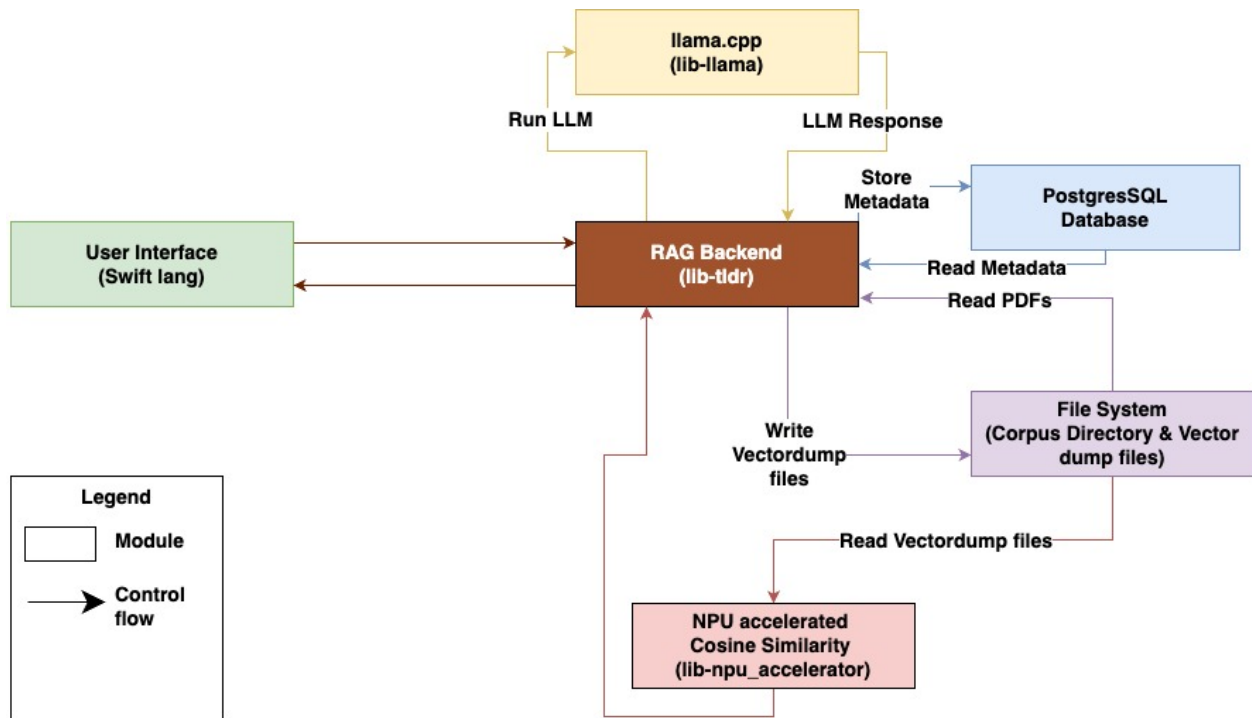 llama.cpp
(lib-llama)
Run LLM
LLM Response
Store
Metadata
PostgresSQL
Database
User Interface
(Swift lang)
RAG Backend
(lib-tldr)
Read Metadata
Read PDFs
File System
(Corpus Directory & Vector
dump files)
Write
Vectordump
files
Legend
Module
Control
flow
Read Vectordump files
NPU accelerated
Cosine Similarity
(lib-npu_accelerator)